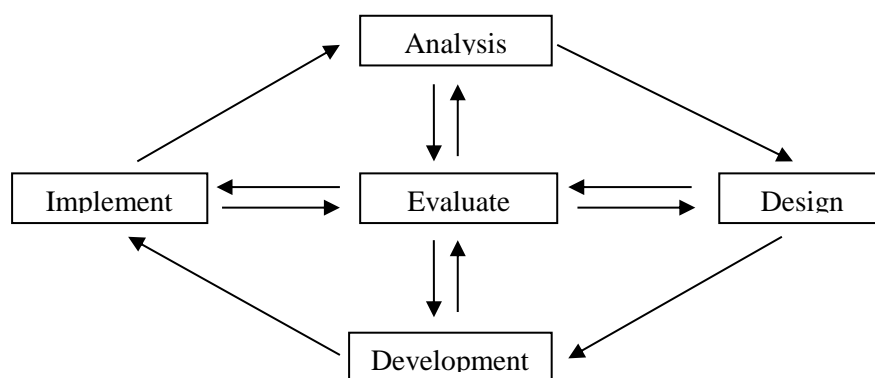 Analysis
Implement
Evaluate
Design
Development